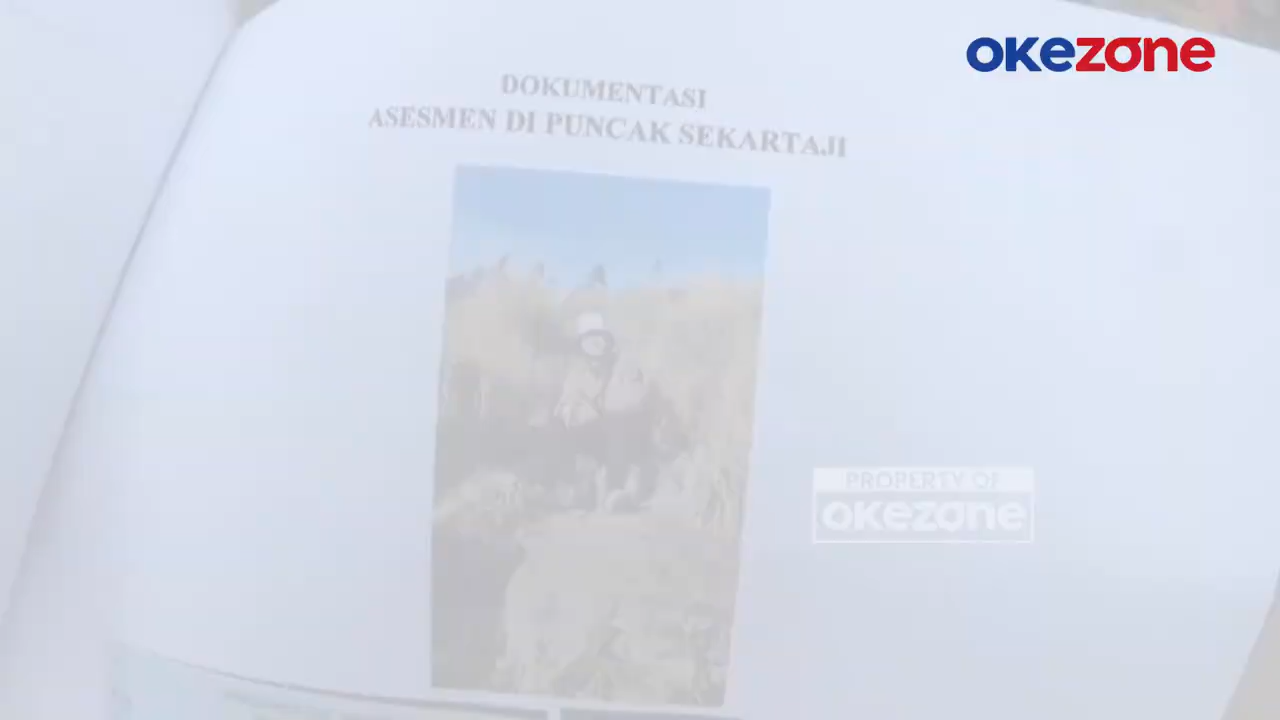 okezone
DOKUMENTASI
ASESMEN DI PUNCAK SEKARTAJI
PROPERTY OF
okezone